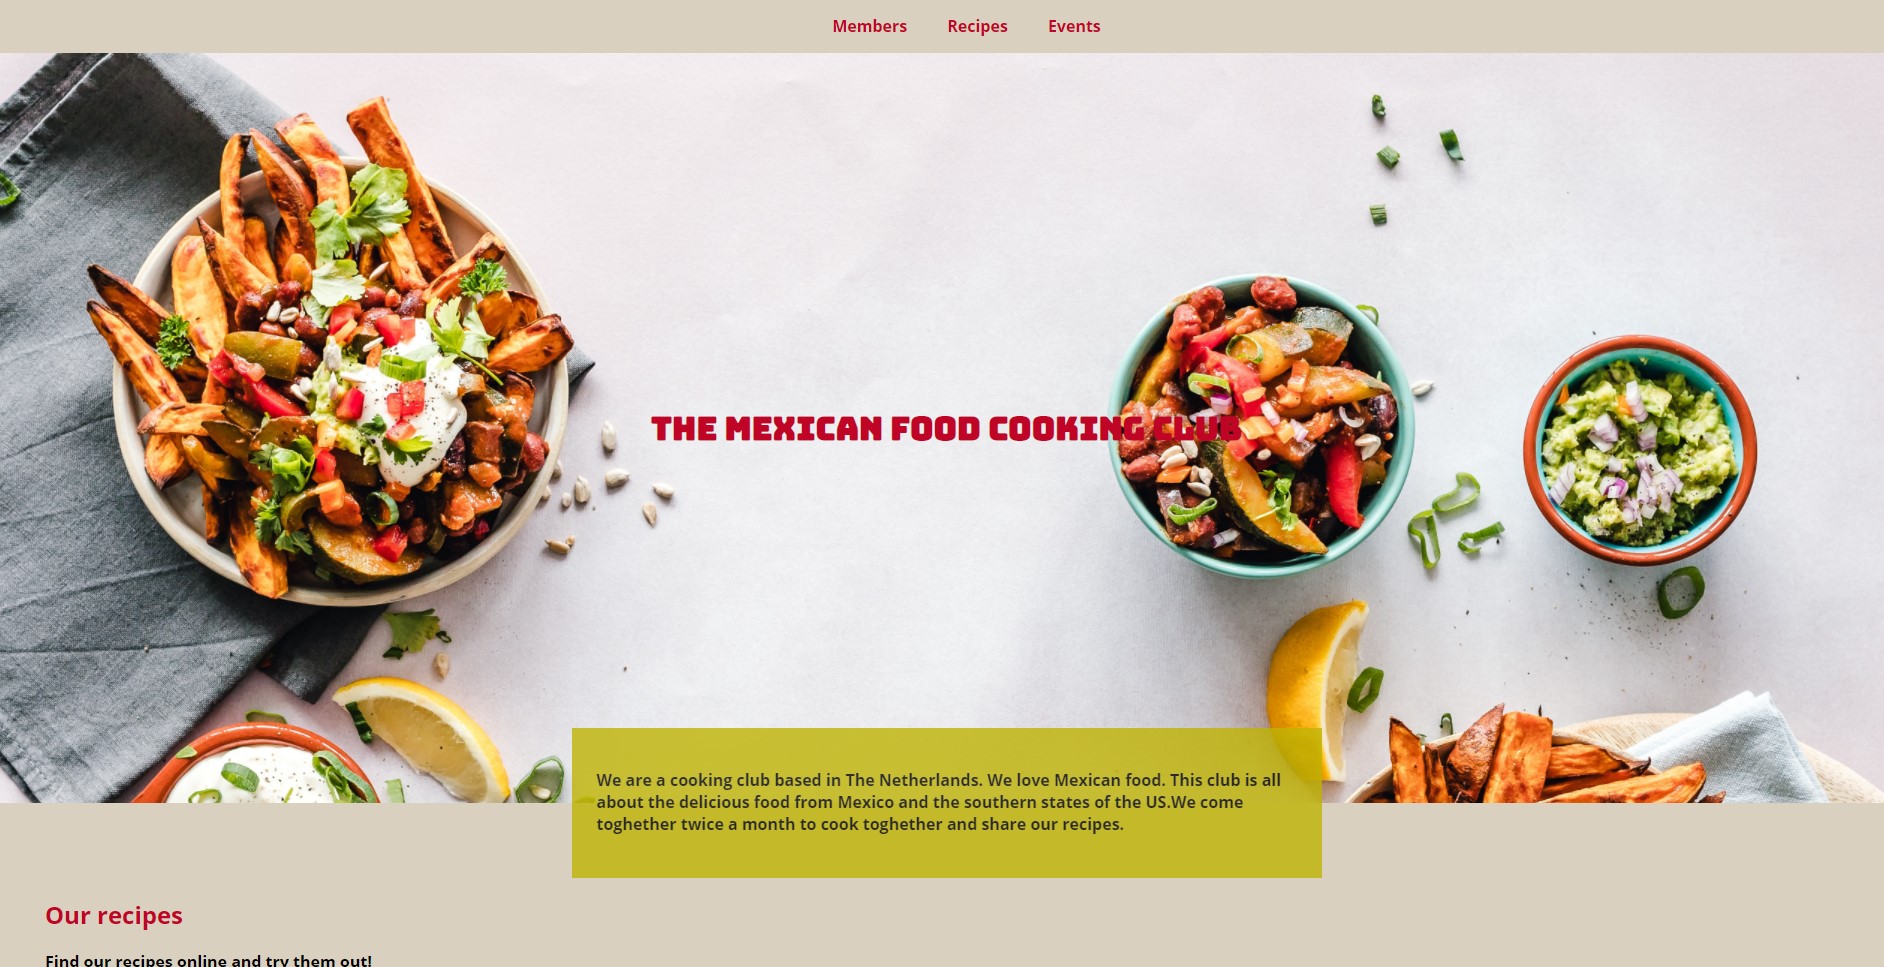 Members Recipes Events
THE MEXICAN FOOD COOKING CLUB
We are a cooking club based in The Netherlands. We love Mexican food. This club is all
about the delicious food from Mexico and the southern states of the US.We come
toghether twice a month to cook toghether and share our recipes.
Our recipes
Find our recipes online and try them out!